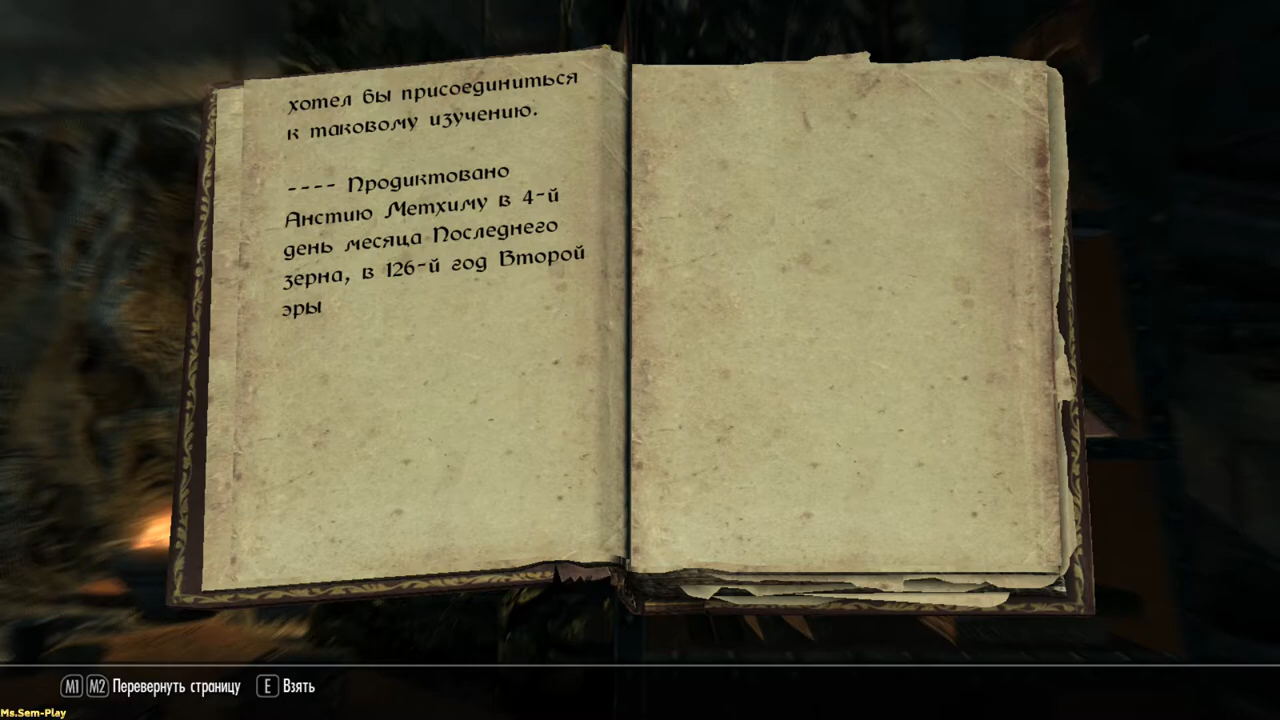 хотел бы присоединиться
к таковому изучению.
---- Продиктовано
Анстию Метхиму в 4-й
день месяца Последнего
зерна, в 126-й год Второй
эры
M1 M2 Перевернуть страницу E Взять
Ms.Sem-Play